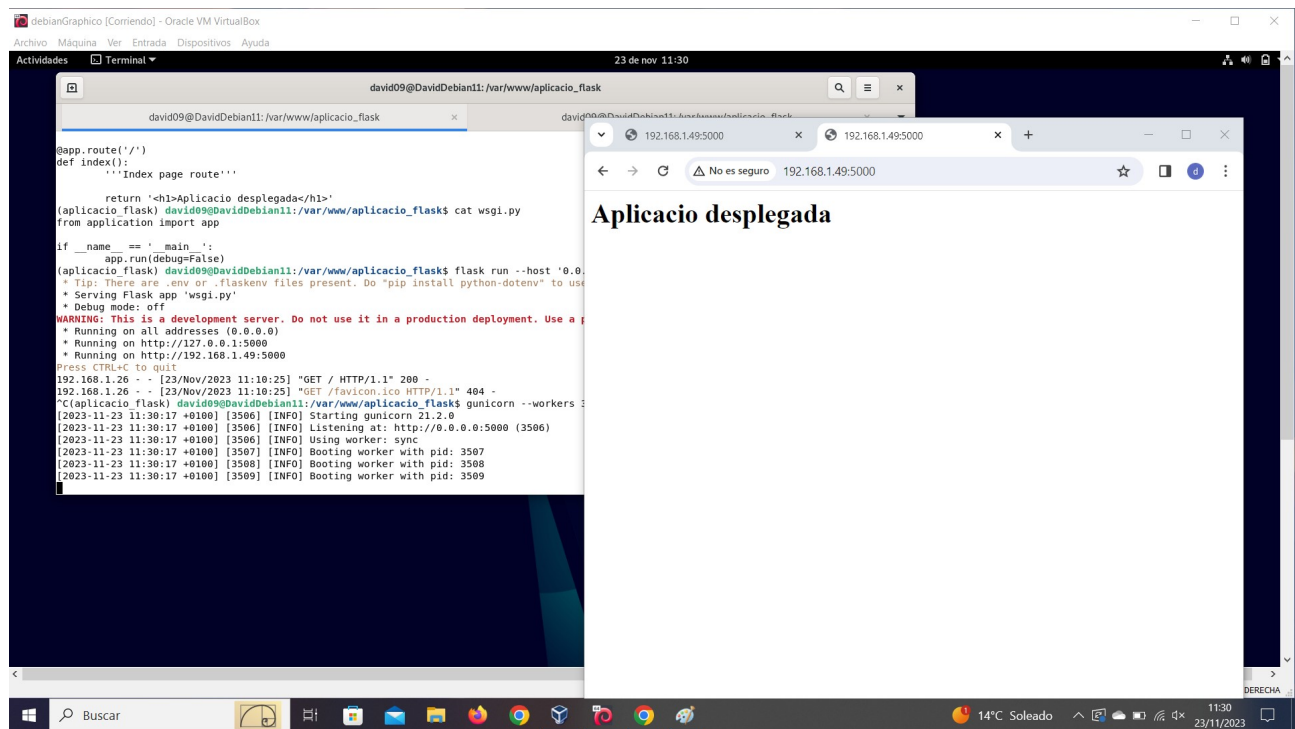 debianGraphico [Corriendo] - Oracle VM VirtualBox
Archivo Máquina Ver Entrada Dispositivos Ayuda
Actividades Terminal 23 de nov 11:30
david09@DavidDebian11: /var/www/aplicacio_flask
david09@DavidDebian11: /var/www/aplicacio_flask
@app.route('/')
def index():
'''Index page route'''
return '<h1>Aplicacio desplegada</h1>'
(aplicacio_flask) david09@DavidDebian11:/var/www/aplicacio_flask$ cat wsgi.py
from application import app
if __name__ == '__main__':
app.run(debug=False)
(aplicacio_flask) david09@DavidDebian11:/var/www/aplicacio_flask$ flask run --host '0.0.
* Tip: There are .env or .flaskenv files present. Do "pip install python-dotenv" to use
* Serving Flask app 'wsgi.py'
* Debug mode: off
WARNING: This is a development server. Do not use it in a production deployment. Use a p
* Running on all addresses (0.0.0.0)
* Running on http://127.0.0.1:5000
* Running on http://192.168.1.49:5000
Press CTRL+C to quit
192.168.1.26 - - [23/Nov/2023 11:10:25] "GET / HTTP/1.1" 200 -
192.168.1.26 - - [23/Nov/2023 11:10:25] "GET /favicon.ico HTTP/1.1" 404 -
^C(aplicacio_flask) david09@DavidDebian11:/var/www/aplicacio_flask$ gunicorn --workers 3
[2023-11-23 11:30:17 +0100] [3506] [INFO] Starting gunicorn 21.2.0
[2023-11-23 11:30:17 +0100] [3506] [INFO] Listening at: http://0.0.0.0:5000 (3506)
[2023-11-23 11:30:17 +0100] [3506] [INFO] Using worker: sync
[2023-11-23 11:30:17 +0100] [3507] [INFO] Booting worker with pid: 3507
[2023-11-23 11:30:17 +0100] [3508] [INFO] Booting worker with pid: 3508
[2023-11-23 11:30:17 +0100] [3509] [INFO] Booting worker with pid: 3509
192.168.1.49:5000 192.168.1.49:5000
No es seguro 192.168.1.49:5000 d
Aplicacio desplegada
DERECHA
Buscar 14°C Soleado 11:30
23/11/2023